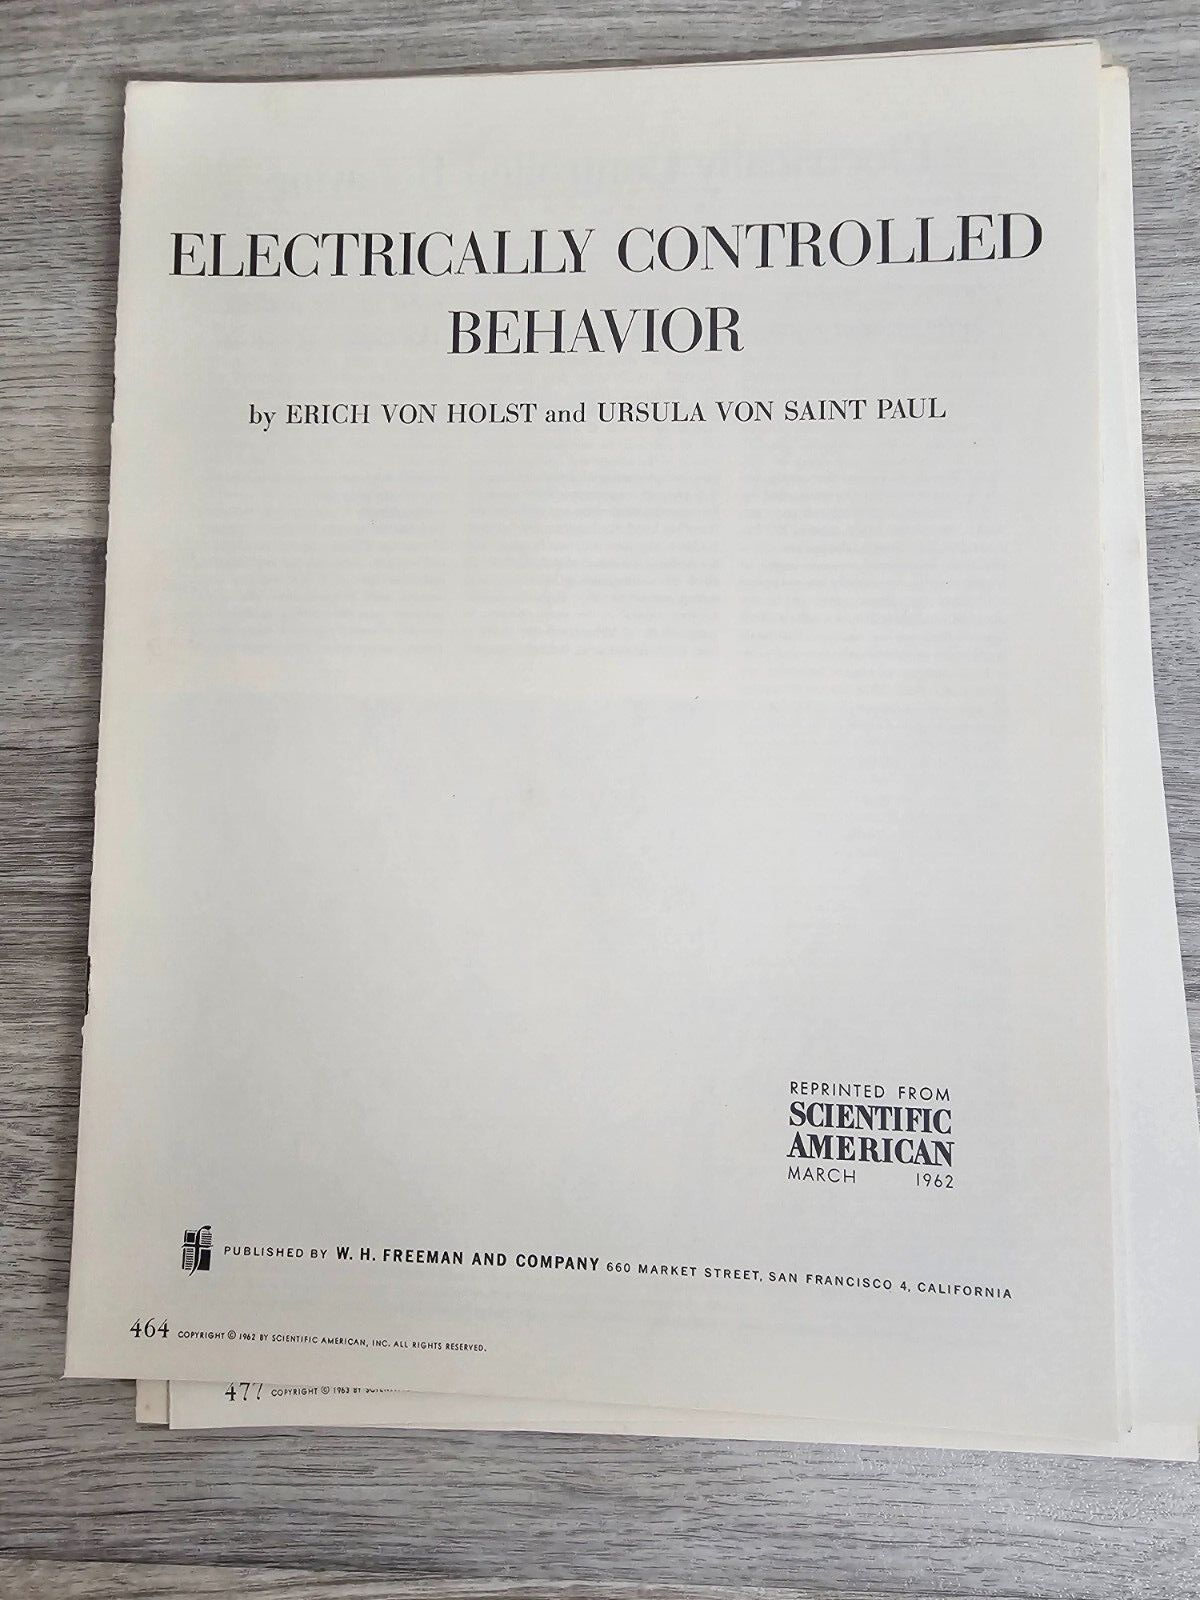 ELECTRICALLY CONTROLLED
BEHAVIOR
by ERICH VON HOLST and URSULA VON SAINT PAUL
REPRINTED FROM
SCIENTIFIC
AMERICAN
MARCH 1962
PUBLISHED BY W. H. FREEMAN AND COMPANY 660 MARKET STREET, SAN FRANCISCO 4, CALIFORNIA
464 COPYRIGHT © 1962 BY SCIENTIFIC AMERICAN, INC. ALL RIGHTS RESERVED.
477 COPYRIGHT © 1963 BY